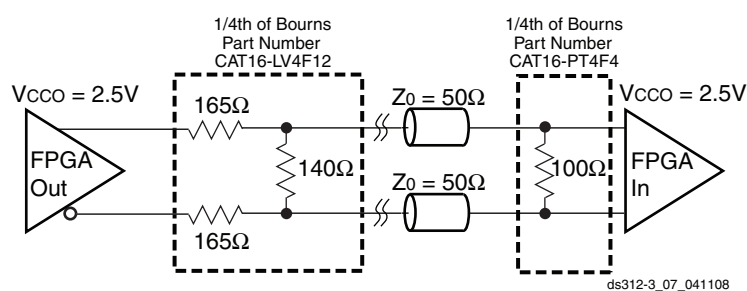 1/4th of Bourns
Part Number
CAT16-LV4F12
1/4th of Bourns
Part Number
CAT16-PT4F4
VCCO = 2.5V
165Ω
Z0 = 50Ω
VCCO = 2.5V
FPGA
Out
140Ω
100Ω
FPGA
In
Z0 = 50Ω
165Ω
ds312-3_07_041108